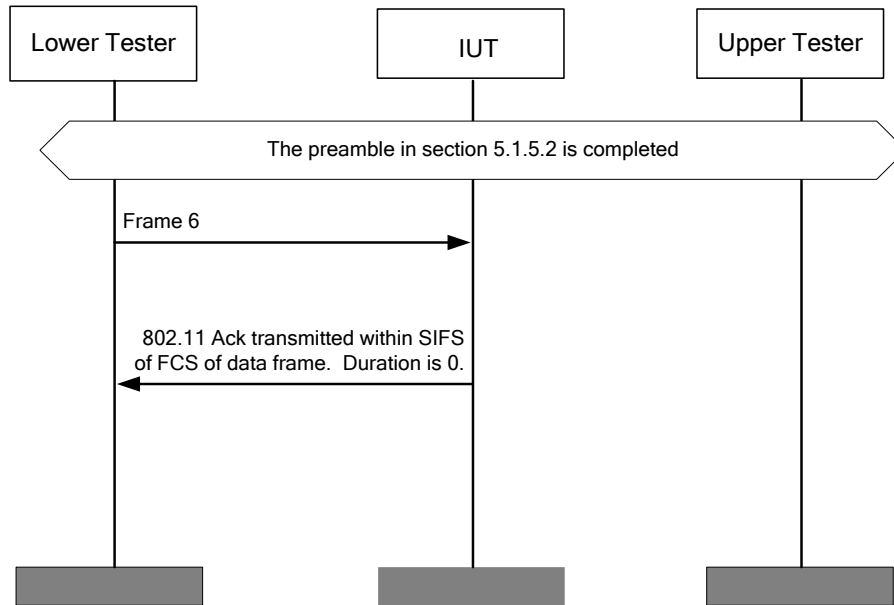 Lower Tester
IUT
Upper Tester
The preamble in section 5.1.5.2 is completed
Frame 6
802.11 Ack transmitted within SIFS
of FCS of data frame.  Duration is 0.